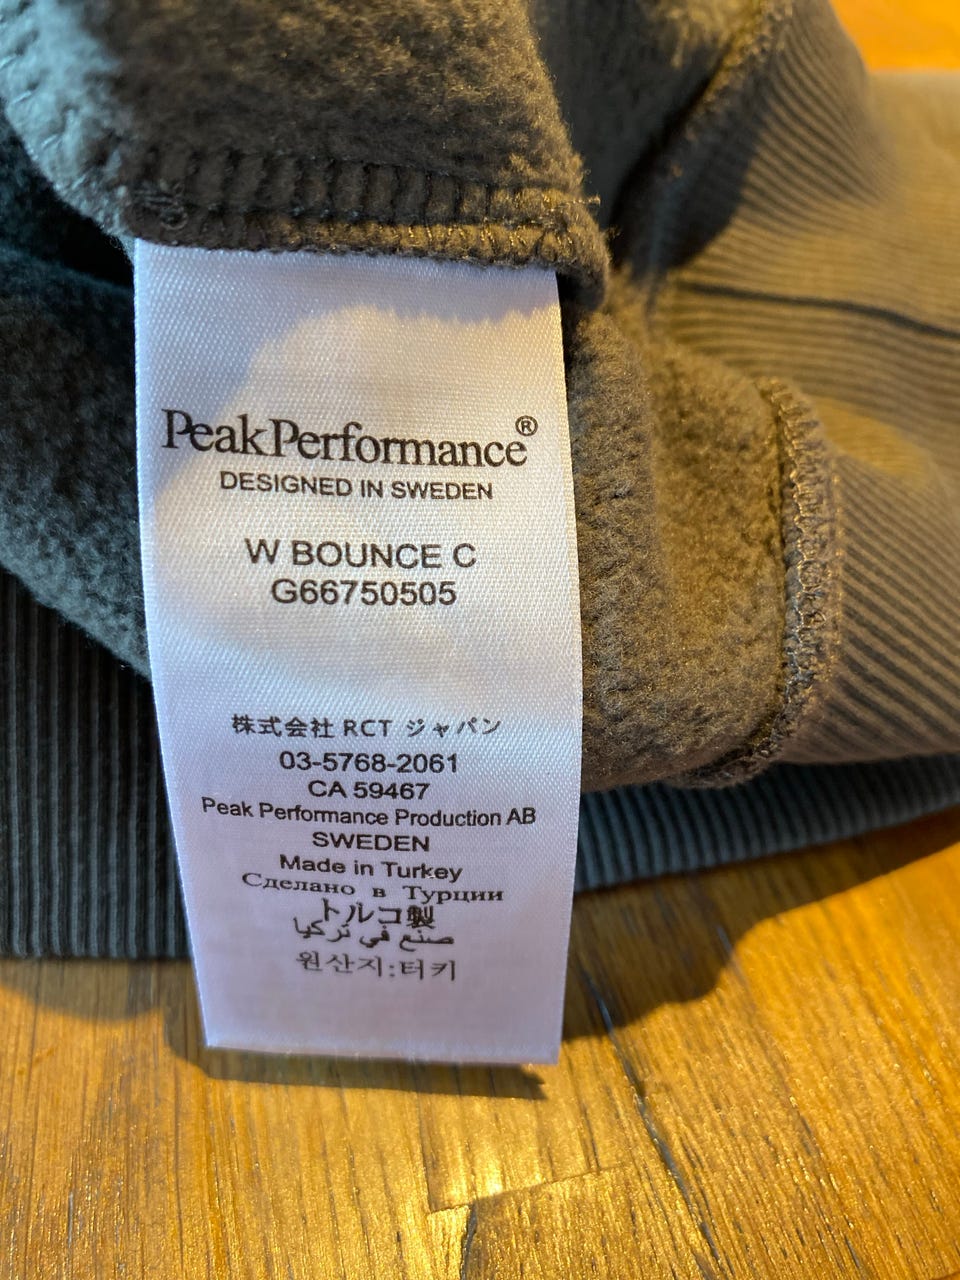 PeakPerformance®
DESIGNED IN SWEDEN
W BOUNCE C
G66750505
株式会社 RCT ジャパン
03-5768-2061
CA 59467
Peak Performance Production AB
SWEDEN
Made in Turkey
Сделано в Турции
トルコ製
صنع في تركيا
원산지:터키